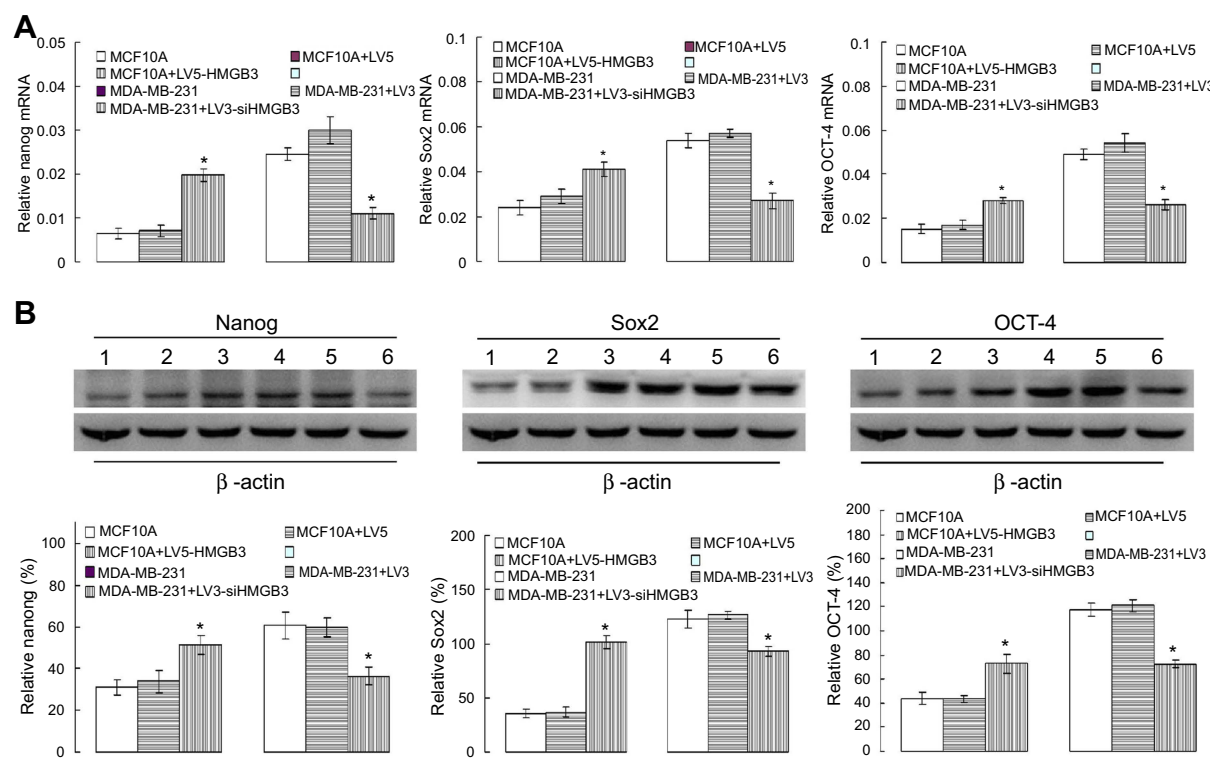 A
Relative nanong mRNA
0.05
0.04
0.03
0.02
0.01
0
MCF10A
MCF10A+LV5
MCF10A+LV5-HMGB3
MDA-MB-231
MDA-MB-231+LV3
MDA-MB-231+LV3-siHMGB3
*
*
Relative Sox2 mRNA
0.1
0.08
0.06
0.04
0.02
0
MCF10A
MCF10A+LV5
MCF10A+LV5-HMGB3
MDA-MB-231
MDA-MB-231+LV3
MDA-MB-231+LV3-siHMGB3
*
*
Relative OCT-4 mRNA
0.1
0.08
0.06
0.04
0.02
0
MCF10A
MCF10A+LV5
MCF10A+LV5-HMGB3
MDA-MB-231
MDA-MB-231+LV3
MDA-MB-231+LV3-siHMGB3
*
*
B
Nanog
1 2 3 4 5 6
β -actin
Sox2
1 2 3 4 5 6
β -actin
OCT-4
1 2 3 4 5 6
β -actin
Relative nanong (%)
100
80
60
40
20
0
MCF10A
MCF10A+LV5
MCF10A+LV5-HMGB3
MDA-MB-231
MDA-MB-231+LV3
MDA-MB-231+LV3-siHMGB3
*
*
Relative Sox2 (%)
200
150
100
50
0
MCF10A
MCF10A+LV5
MCF10A+LV5-HMGB3
MDA-MB-231
MDA-MB-231+LV3
MDA-MB-231+LV3-siHMGB3
*
*
Relative OCT-4 (%)
200
180
160
140
120
100
80
60
40
20
0
MCF10A
MCF10A+LV5
MCF10A+LV5-HMGB3
MDA-MB-231
MDA-MB-231+LV3
MDA-MB-231+LV3-siHMGB3
*
*